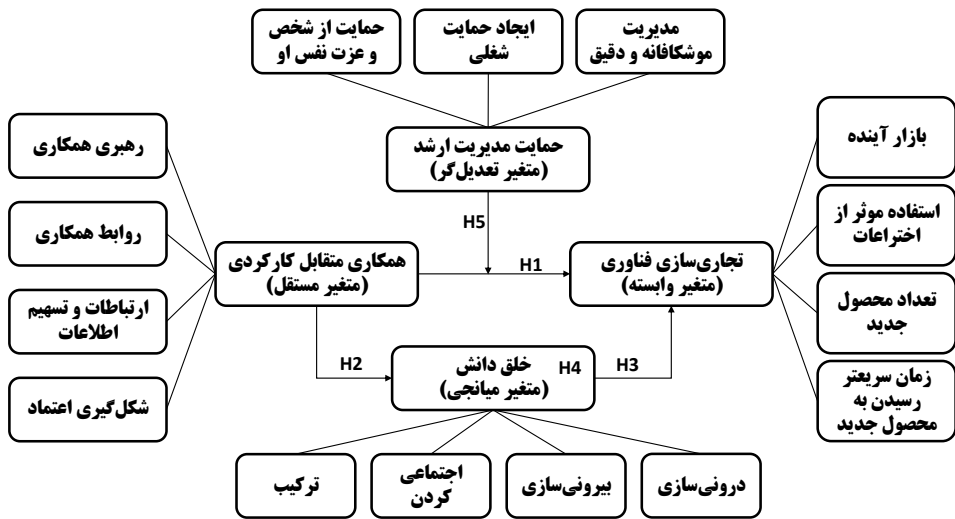 مدیریت
موشکافانه و دقیق
ایجاد حمایت
شغلی
حمایت از شخص
و عزت نفس او
حمایت مدیریت ارشد
(متغیر تعدیل‌گر)
رهبری همکاری
روابط همکاری
ارتباطات و تسهیم
اطلاعات
شکل‌گیری اعتماد
همکاری متقابل کارکردی
(متغیر مستقل)
H5
H1
تجاری‌سازی فناوری
(متغیر وابسته)
بازار آینده
استفاده موثر از
اختراعات
تعداد محصول
جدید
زمان سریعتر
رسیدن به
محصول جدید
H2
خلق دانش
(متغیر میانجی)
H4
H3
درونی‌سازی
بیرونی‌سازی
اجتماعی
کردن
ترکیب